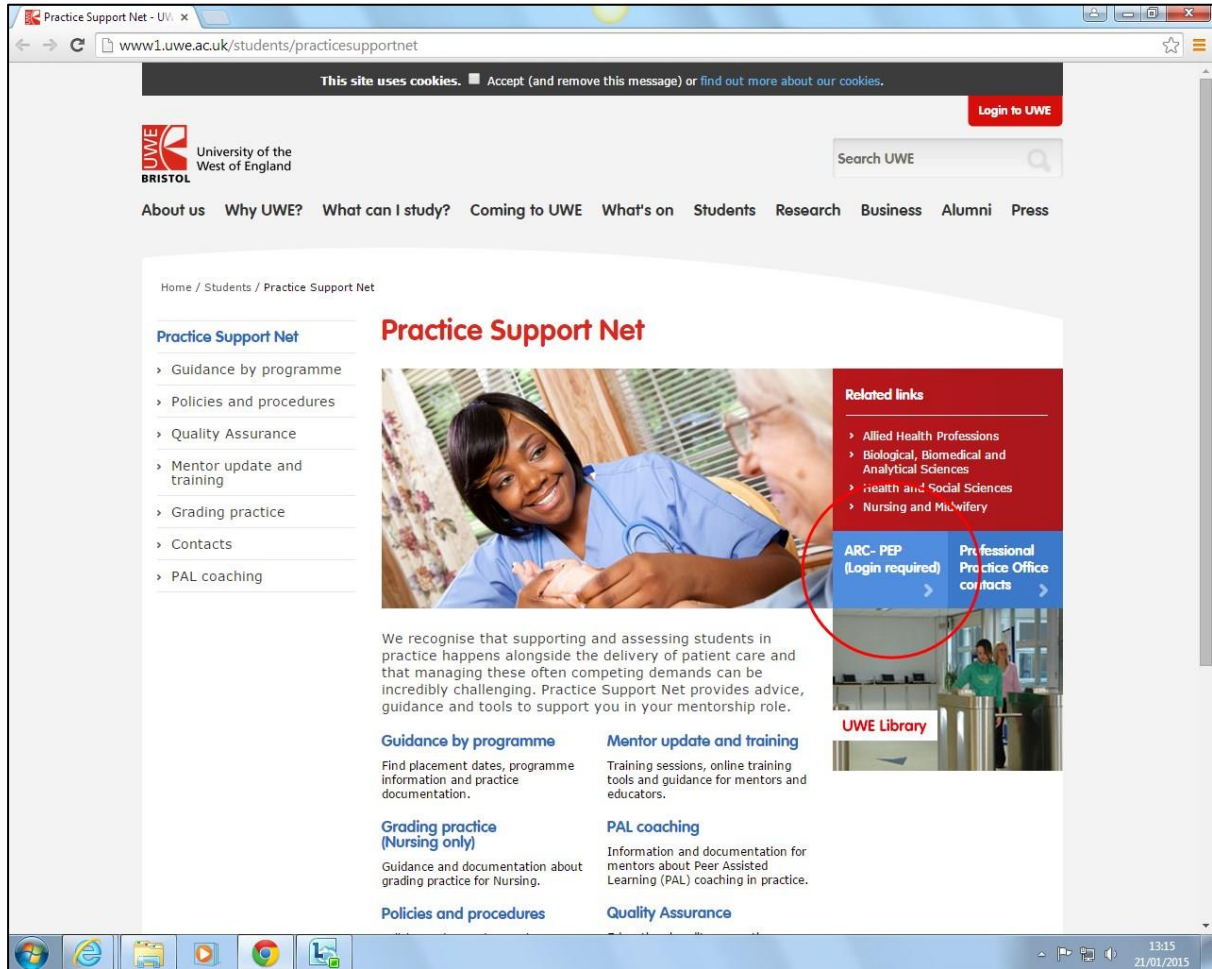 Practice Support Net - UW
www1.uwe.ac.uk/students/practicesupportnet
This site uses cookies. Accept (and remove this message) or find out more about our cookies.
Login to UWE
UWE
BRISTOL
University of the
West of England
Search UWE
About us Why UWE? What can I study? Coming to UWE What's on Students Research Business Alumni Press
Home / Students / Practice Support Net
Practice Support Net
› Guidance by programme
› Policies and procedures
› Quality Assurance
› Mentor update and
training
› Grading practice
› Contacts
› PAL coaching
Practice Support Net
Related links
› Allied Health Professions
› Biological, Biomedical and
Analytical Sciences
› Health and Social Sciences
› Nursing and Midwifery
ARC- PEP
(Login required)
Professional
Practice Office
contacts
UWE Library
We recognise that supporting and assessing students in
practice happens alongside the delivery of patient care and
that managing these often competing demands can be
incredibly challenging. Practice Support Net provides advice,
guidance and tools to support you in your mentorship role.
Guidance by programme
Find placement dates, programme
information and practice
documentation.
Mentor update and training
Training sessions, online training
tools and guidance for mentors and
educators.
Grading practice
(Nursing only)
Guidance and documentation about
grading practice for Nursing.
PAL coaching
Information and documentation for
mentors about Peer Assisted
Learning (PAL) coaching in practice.
Policies and procedures
Quality Assurance
13:15
21/01/2015